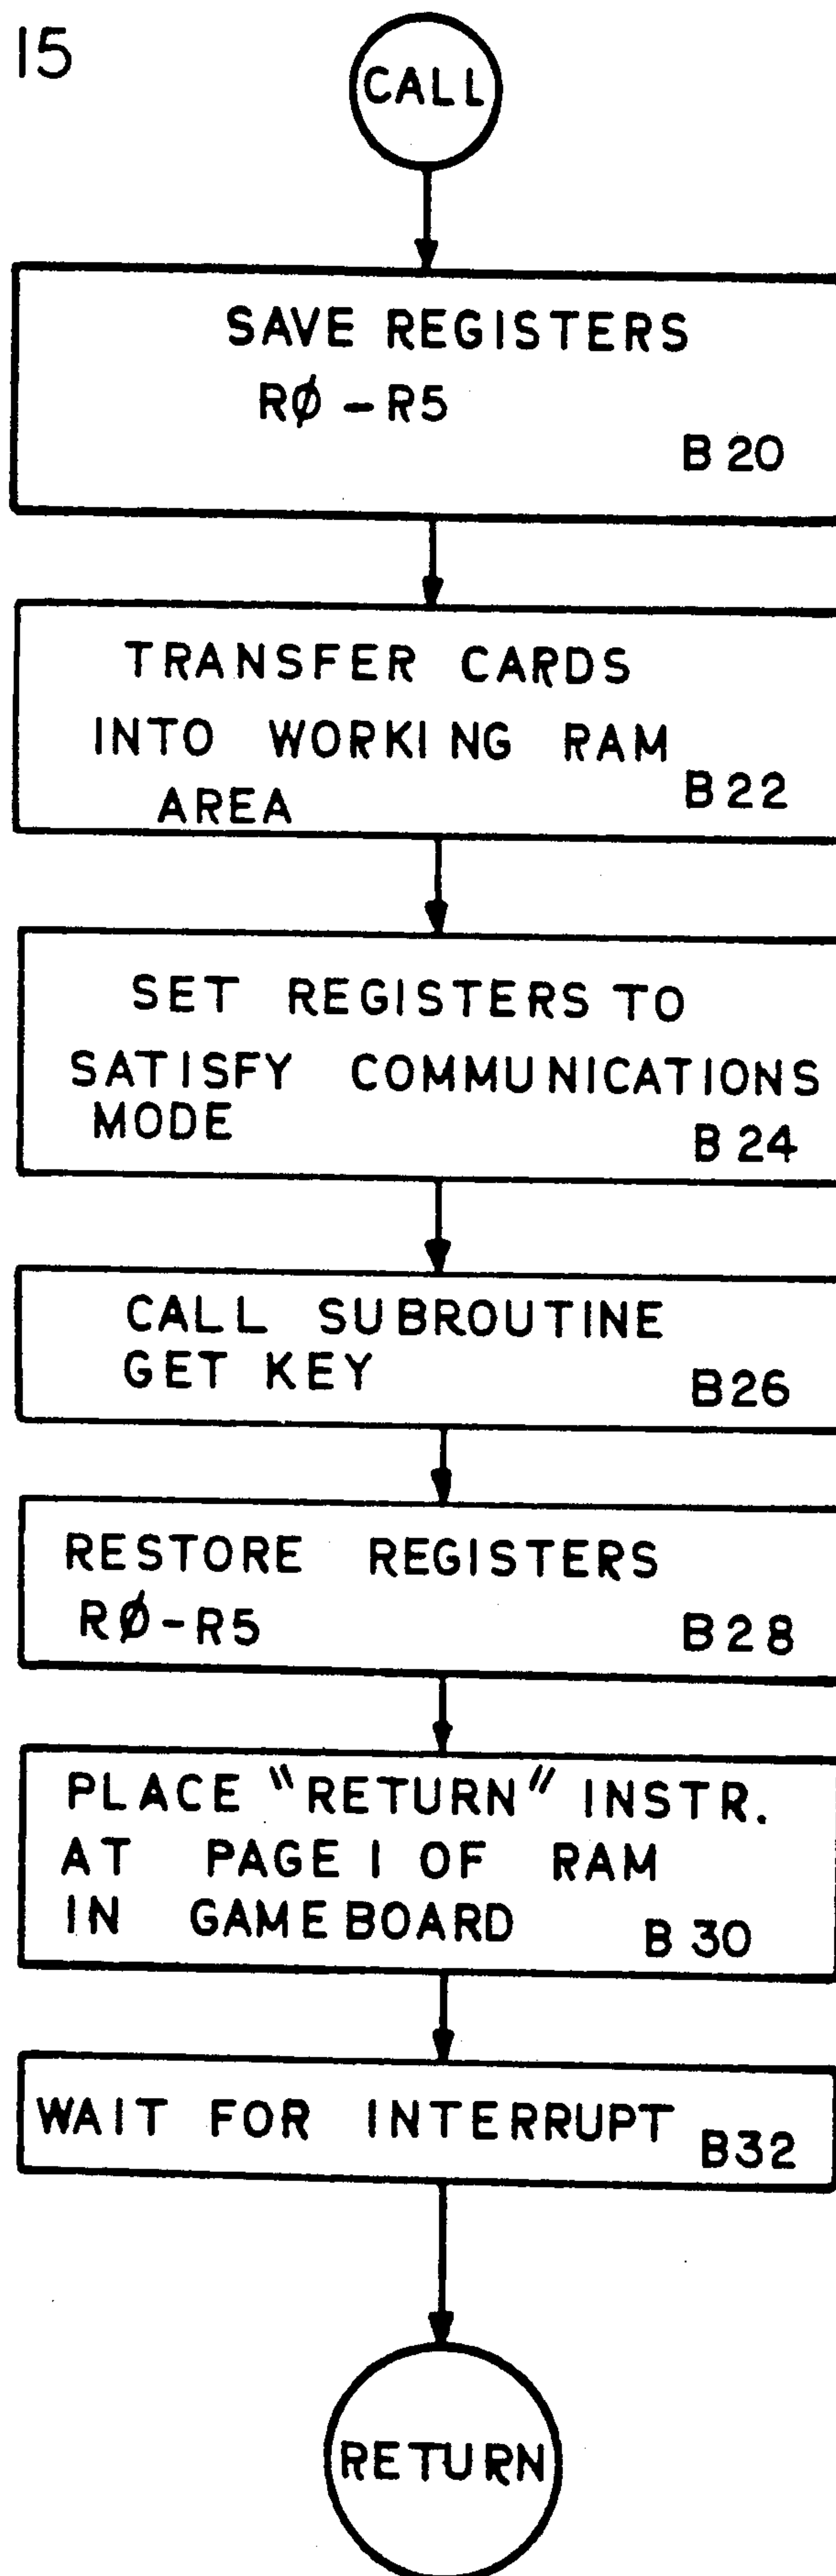 15
CALL
SAVE REGISTERS
RØ - R5
B 20
TRANSFER CARDS
INTO WORKING RAM
AREA
B22
SET REGISTERS TO
SATISFY COMMUNICATIONS
MODE
B 24
CALL SUBROUTINE
GET KEY
B26
RESTORE REGISTERS
RØ-R5
B28
PLACE "RETURN" INSTR.
AT PAGE 1 OF RAM
IN GAMEBOARD
B 30
WAIT FOR INTERRUPT
B32
RETURN